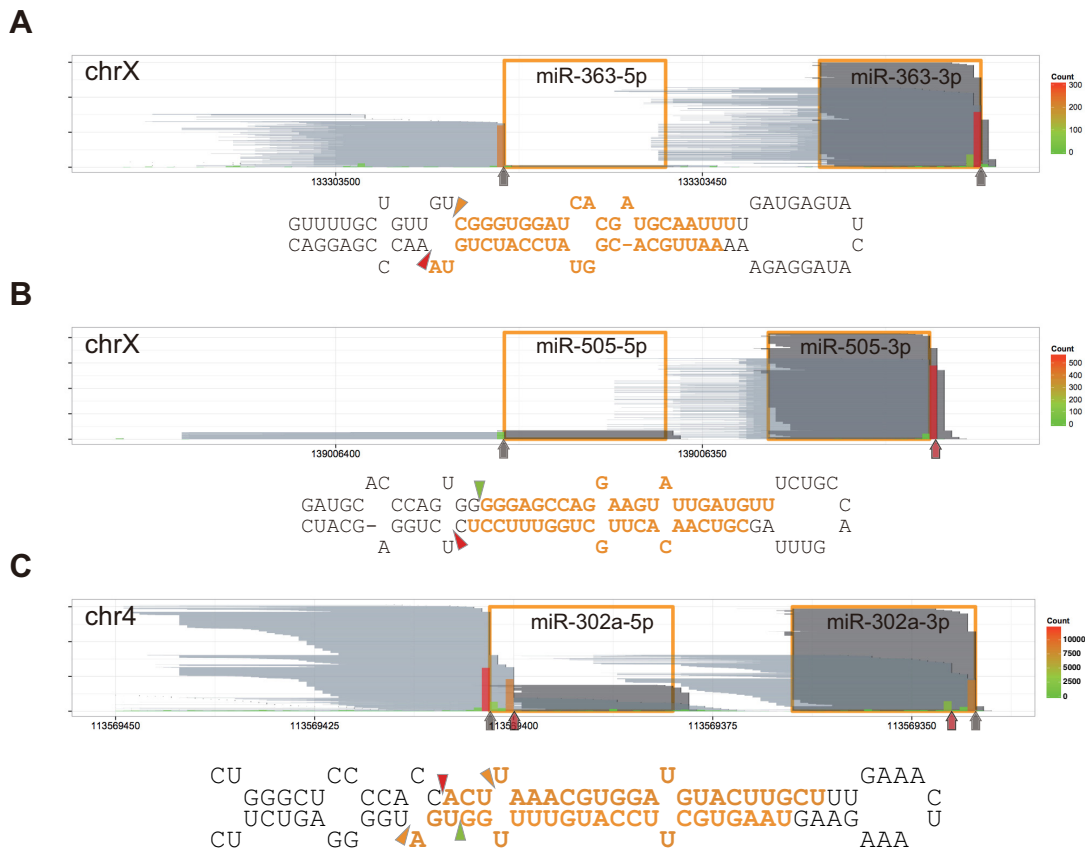 A
chrX
miR-363-5p
miR-363-3p
Count
300
200
100
0
133303500
133303450
U GU CA A GAUGAGUA
GUUUUGC GUU CGGGUGGAU CG UGCAAUUUU U
CAGGAGC CAA GUCUACCUA GC-ACGUUAAAA C
C AU UG AGAGGAUA
B
chrX
miR-505-5p
miR-505-3p
Count
500
400
300
200
100
0
139006400
139006350
AC U G A UCUGC
GAUGC CCAG GGGGGAGCCAG AAGU UUGAUGUU C
CUACG- GGUC CUCCUUUGGUC UUCA AACUGCGA A
A U G C UUUG
C
chr4
miR-302a-5p
miR-302a-3p
Count
10000
7500
5000
2500
0
113569450
113569425
113569400
113569375
113569350
CU CC C U U GAAA
GGGCU CCA CACU AAACGUGGA GUACUUGCUUU C
UCUGA GGU GUGG UUUGUACCU CGUGAAUGAAG U
CU GG A U U AAA